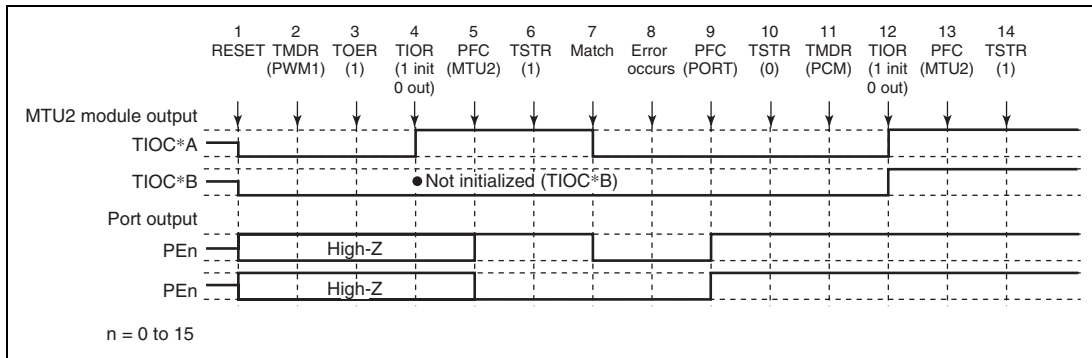 1 2 3 4 5 6 7 8 9 10 11 12 13 14
RESET TMDR TOER TIOR PFC TSTR Match Error PFC TSTR TMDR TIOR PFC TSTR
(PWM1) (1) (1 init (MTU2) (1) occurs (PORT) (0) (PCM) (1 init (MTU2) (1)
0 out) 0 out)
MTU2 module output
TIOC*A
TIOC*B ● Not initialized (TIOC*B)
Port output
PEn High-Z
PEn High-Z
n = 0 to 15